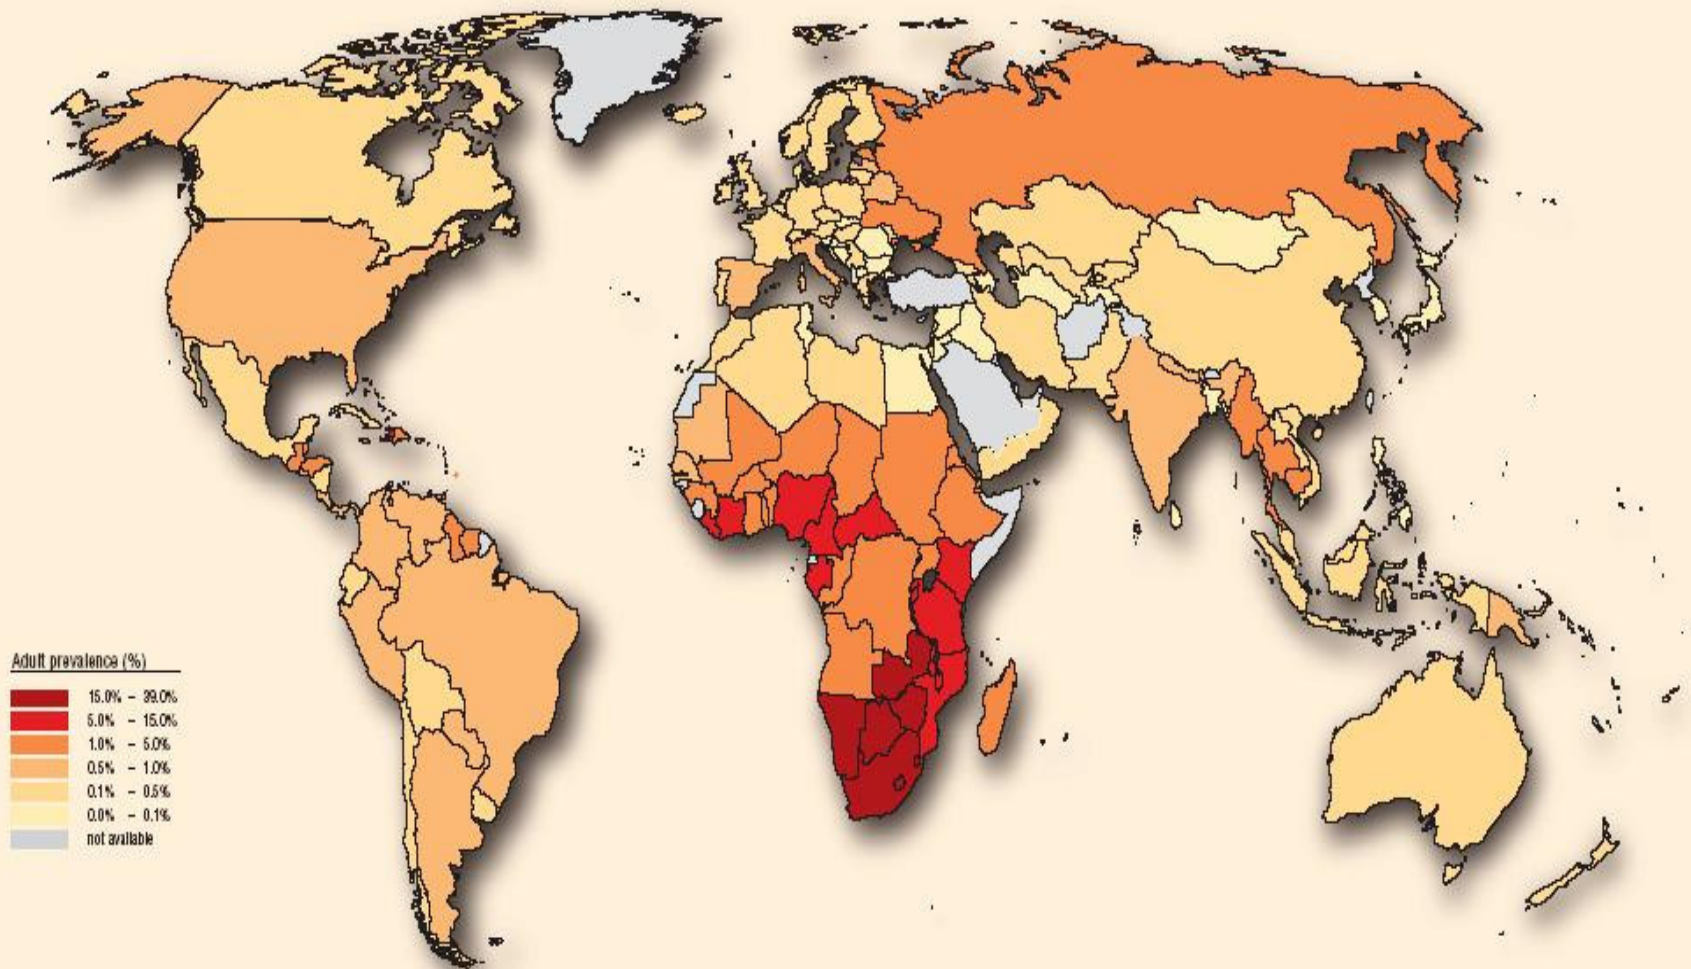 Adult prevalence (%)
15.0% – 39.0%
5.0% – 15.0%
1.0% – 5.0%
0.5% – 1.0%
0.1% – 0.5%
0.0% – 0.1%
not available